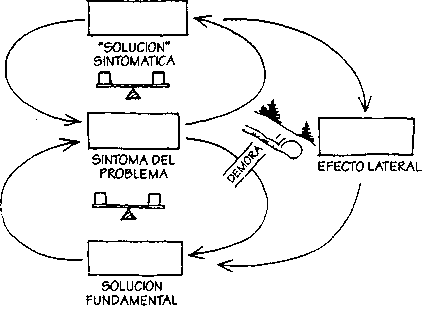 "SOLUCION"
SINTOMATICA
SINTOMA DEL
PROBLEMA
DEMORA
EFECTO LATERAL
SOLUCION
FUNDAMENTAL